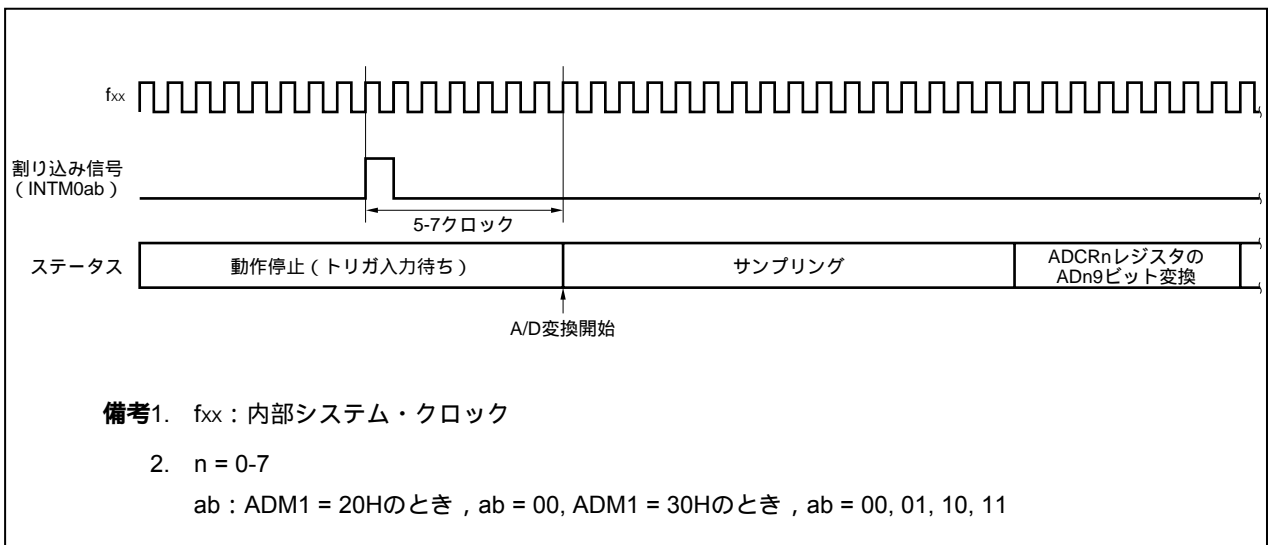 fxx
割り込み信号
（INTM0ab）
5-7クロック
ステータス
動作停止（トリガ入力待ち）
サンプリング
ADCRnレジスタの
ADn9ビット変換
A/D変換開始
備考1. fxx：内部システム・クロック
2. n = 0-7
ab：ADM1 = 20Hのとき，ab = 00, ADM1 = 30Hのとき，ab = 00, 01, 10, 11